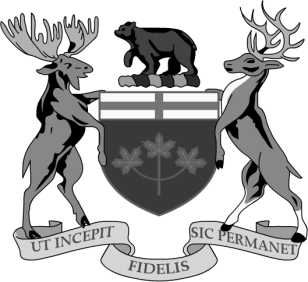 UT INCEPIT
FIDELIS
SIC PERMANET